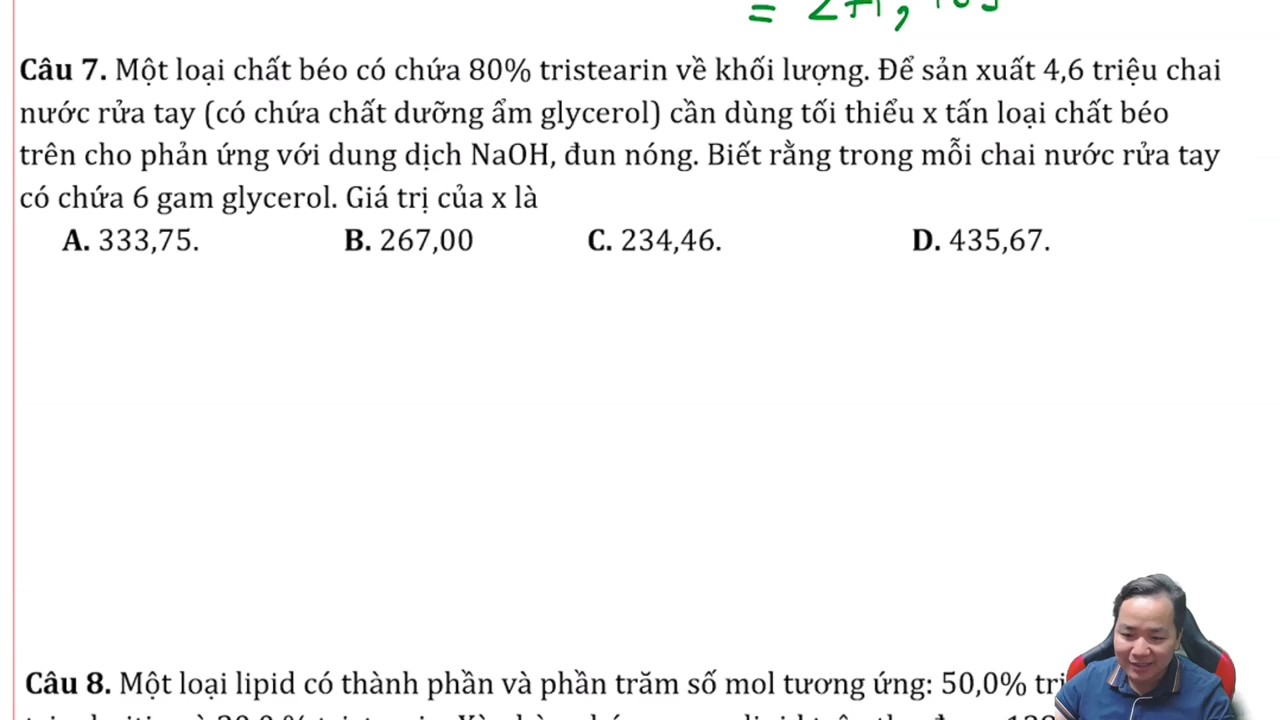 Câu 7. Một loại chất béo có chứa 80% tristearin về khối lượng. Để sản xuất 4,6 triệu chai
nước rửa tay (có chứa chất dưỡng ẩm glycerol) cần dùng tối thiểu x tấn loại chất béo
trên cho phản ứng với dung dịch NaOH, đun nóng. Biết rằng trong mỗi chai nước rửa tay
có chứa 6 gam glycerol. Giá trị của x là
A. 333,75. B. 267,00 C. 234,46. D. 435,67.
Câu 8. Một loại lipid có thành phần và phần trăm số mol tương ứng: 50,0%